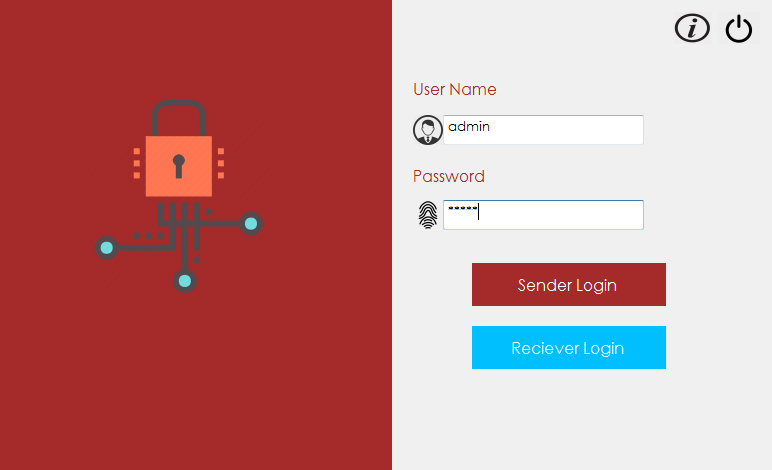 User Name
admin
Password
*****
Sender Login
Reciever Login